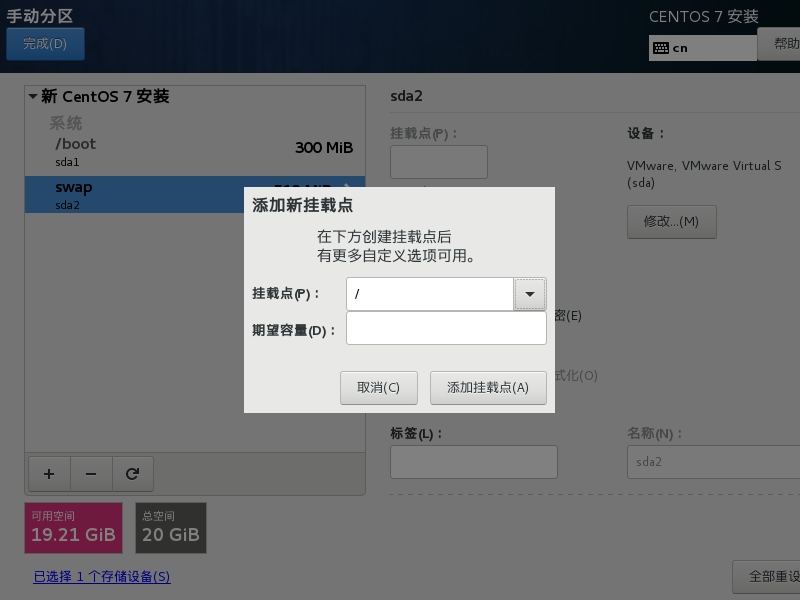 手动分区
CENTOS 7 安装
完成(D)
cn
帮助
新 CentOS 7 安装
系统
/boot
sda1
300 MiB
swap
sda2
sda2
挂载点(P)：
设备：
VMware, VMware Virtual S
(sda)
修改...(M)
添加新挂载点
在下方创建挂载点后
有更多自定义选项可用。
挂载点(P)：
/
期望容量(D)：
取消(C)
添加挂载点(A)
密(E)
式化(O)
标签(L)：
名称(N)：
sda2
可用空间
19.21 GiB
总空间
20 GiB
已选择 1 个存储设备(S)
全部重设